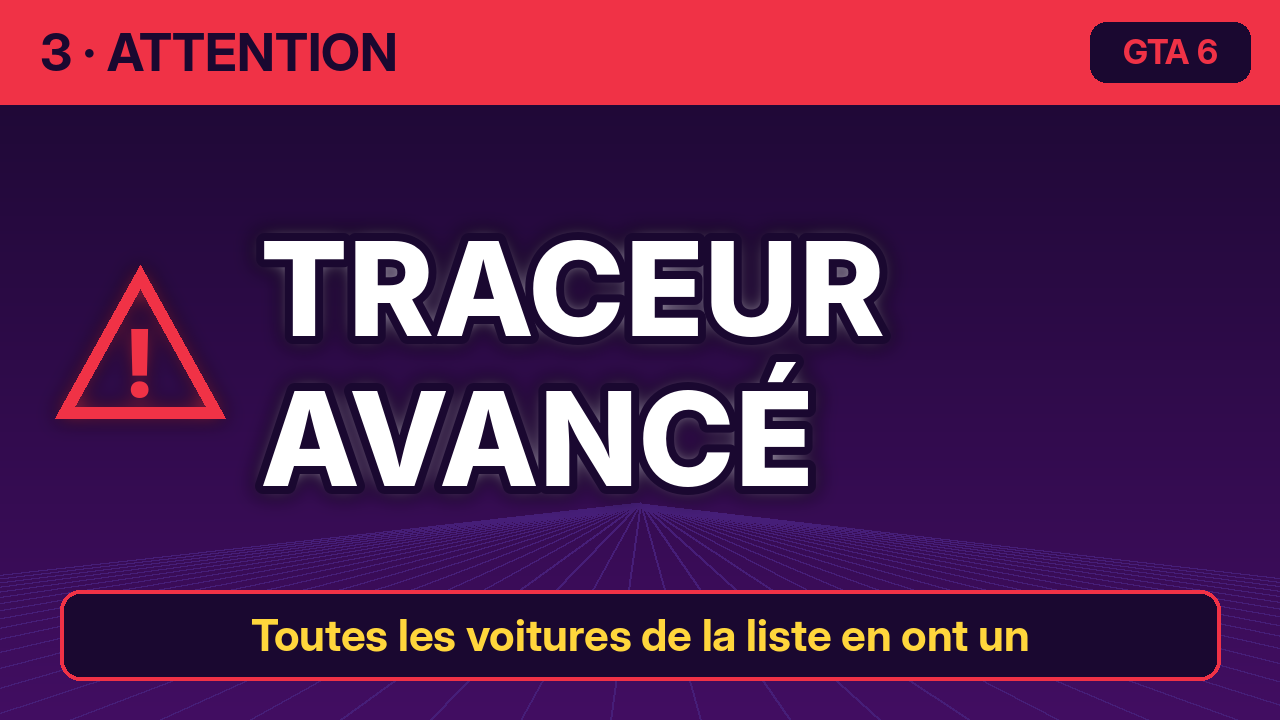 3 · ATTENTION
GTA 6
TRACEUR
AVANCÉ
Toutes les voitures de la liste en ont un